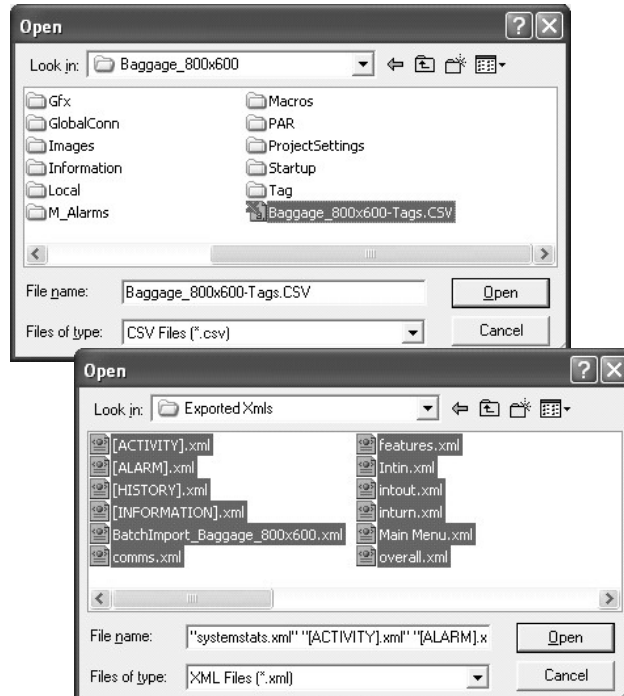 Open
Look in: Baggage_800x600
Gfx Macros
GlobalConn PAR
Images ProjectSettings
Information Startup
Local Tag
M_Alarms Baggage_800x600-Tags.CSV
File name: Baggage_800x600-Tags.CSV Open
Files of type: CSV Files (*.csv) Cancel
Open
Look in: Exported Xmls
[ACTIVITY].xml features.xml
[ALARM].xml Intin.xml
[HISTORY].xml intout.xml
[INFORMATION].xml inturn.xml
BatchImport_Baggage_800x600.xml Main Menu.xml
comms.xml overall.xml
File name: "systemstats.xml" "[ACTIVITY].xml" "[ALARM].x Open
Files of type: XML Files (*.xml) Cancel